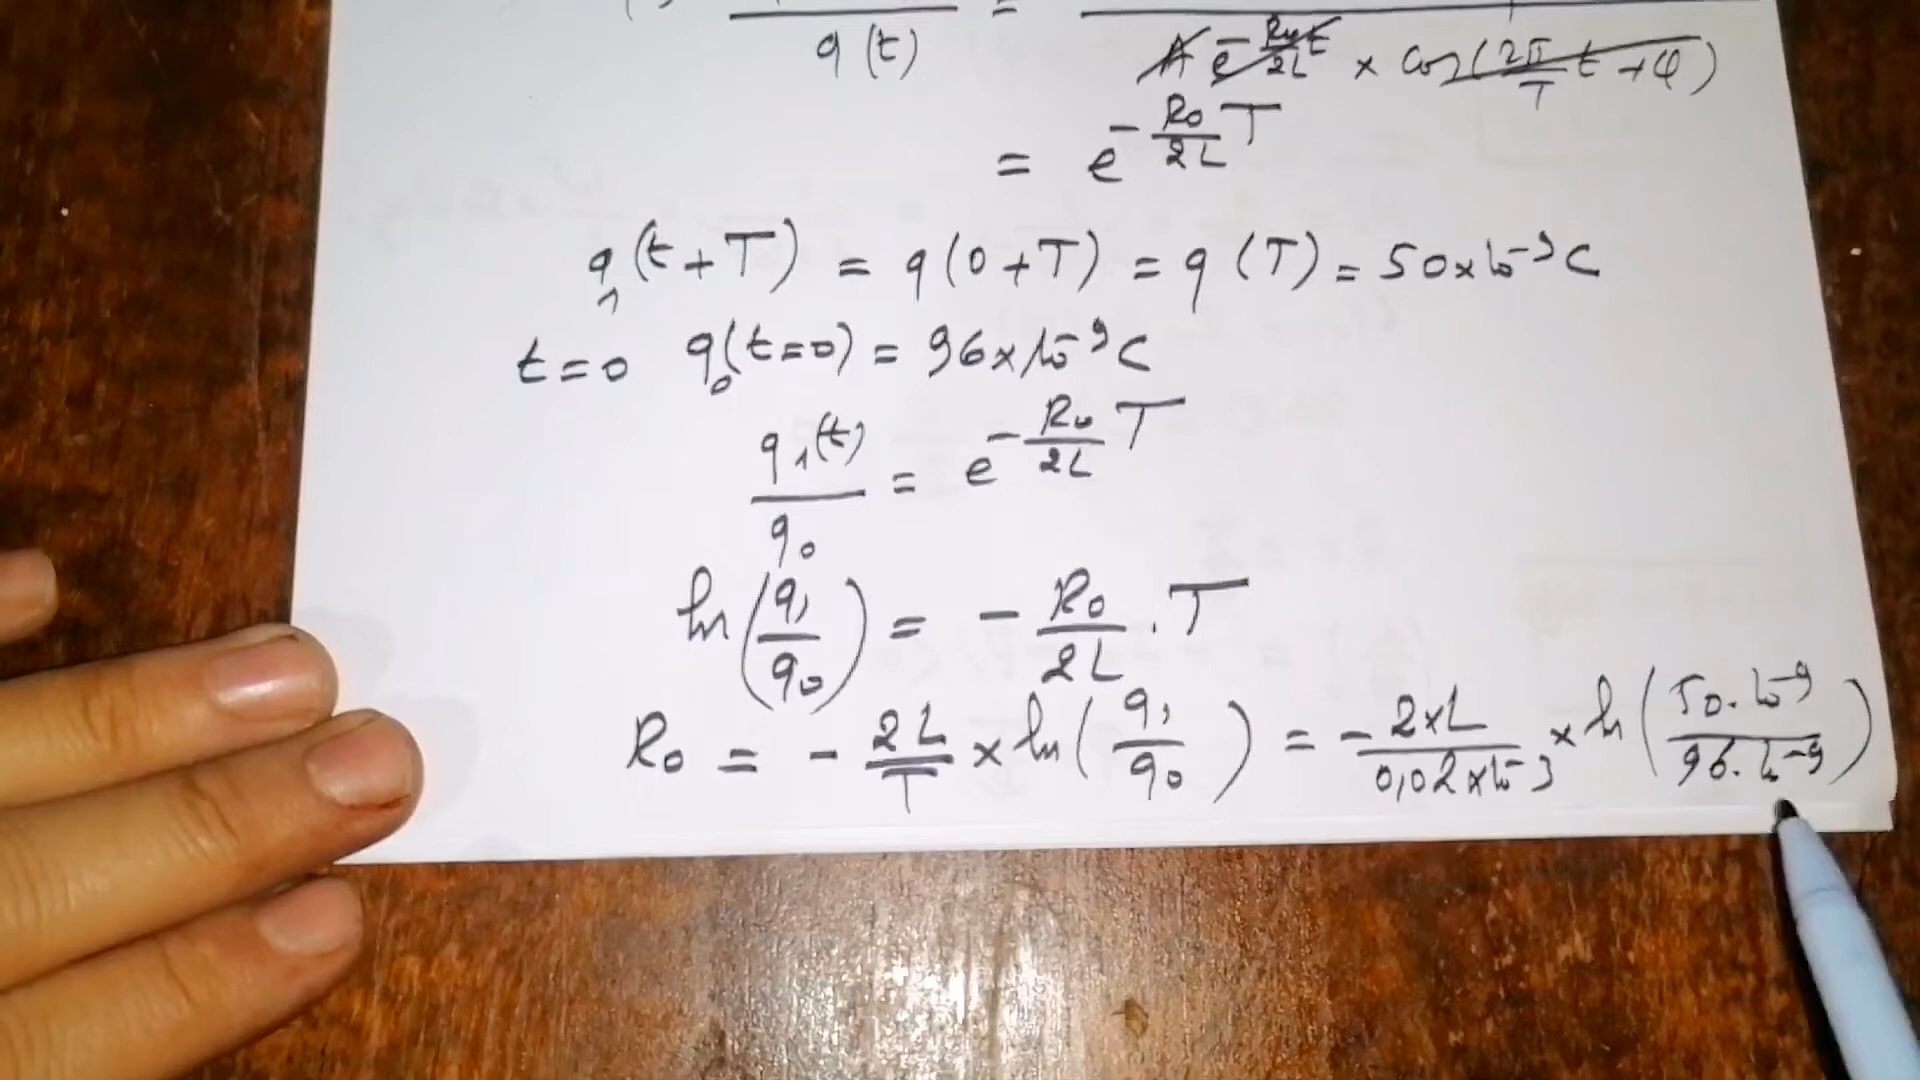 q(t) = A e^{-R₀/2L t} × cos(2π/T t + φ)
= e^{-R₀/2L T}
q₁(t+T) = q(0+T) = q(T) = 50×10⁻⁹C
t=0 q₀(t=0) = 96×10⁻⁹C
q₁(t)/q₀ = e^{-R₀/2L T}
ln(q₁/q₀) = - R₀/2L . T
R₀ = - 2L/T × ln(q₁/q₀) = - 2×L/0,02×10⁻³ × ln(50.10⁻⁹/96.10⁻⁹)